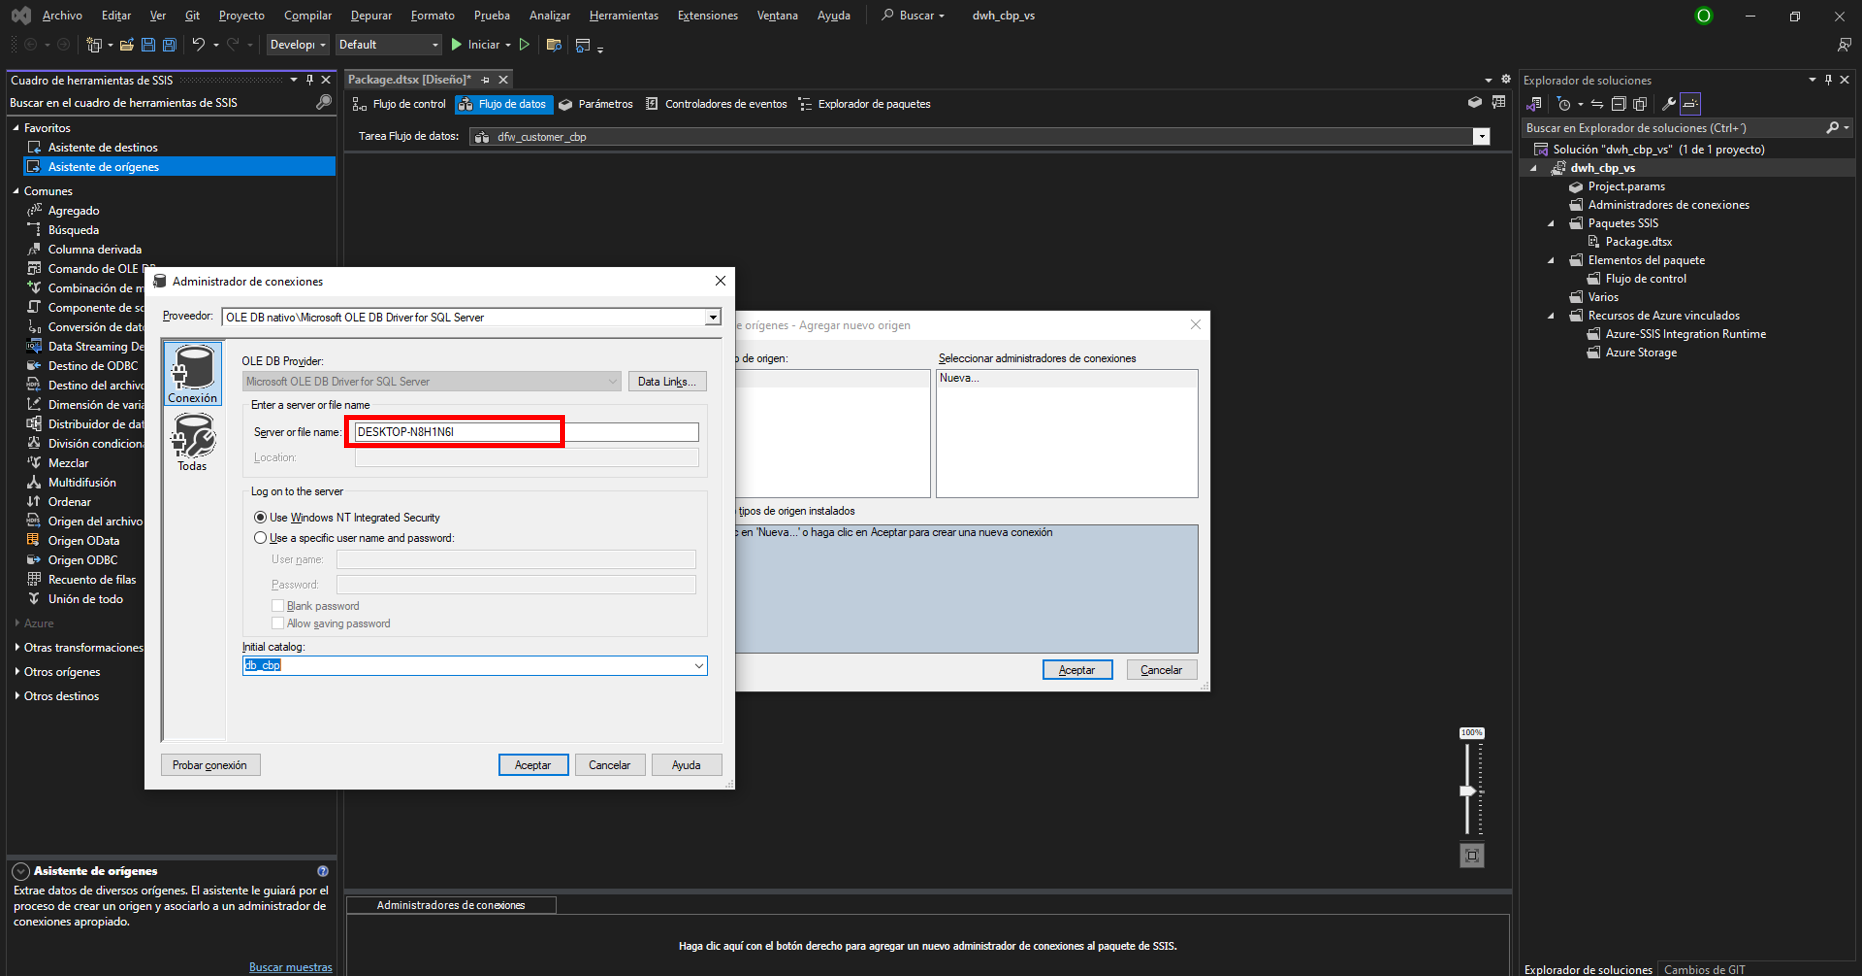 Archivo Editar Ver Git Proyecto Compilar Depurar Formato Prueba Analizar Herramientas Extensiones Ventana Ayuda Buscar dwh_cbp_vs O
Developi Default Iniciar
Cuadro de herramientas de SSIS
Buscar en el cuadro de herramientas de SSIS
Favoritos
Asistente de destinos
Asistente de orígenes
Comunes
Agregado
Búsqueda
Columna derivada
Comando de OLE DB
Combinación de m
Componente de sc
Conversión de dat
Data Streaming De
Destino de ODBC
Destino del archivo
Dimensión de varia
Distribuidor de dat
División condiciona
Mezclar
Multidifusión
Ordenar
Origen del archivo
Origen OData
Origen ODBC
Recuento de filas
Unión de todo
Azure
Otras transformaciones
Otros orígenes
Otros destinos
Asistente de orígenes
Extrae datos de diversos orígenes. El asistente le guiará por el
proceso de crear un origen y asociarlo a un administrador de
conexiones apropiado.
Buscar muestras
Package.dtsx [Diseño]*
Flujo de control Flujo de datos Parámetros Controladores de eventos Explorador de paquetes
Tarea Flujo de datos: dfw_customer_cbp
Administrador de conexiones
Proveedor: OLE DB nativo\Microsoft OLE DB Driver for SQL Server
Conexión
Todas
OLE DB Provider:
Microsoft OLE DB Driver for SQL Server Data Links...
Enter a server or file name
Server or file name: DESKTOP-N8H1N6I
Location:
Log on to the server
Use Windows NT Integrated Security
Use a specific user name and password:
User name:
Password:
Blank password
Allow saving password
Initial catalog:
db_cbp
Probar conexión Aceptar Cancelar Ayuda
e orígenes - Agregar nuevo origen
o de origen: Seleccionar administradores de conexiones
Nueva...
tipos de origen instalados
c en 'Nueva...' o haga clic en Aceptar para crear una nueva conexión
Aceptar Cancelar
100%
Administradores de conexiones
Haga clic aquí con el botón derecho para agregar un nuevo administrador de conexiones al paquete de SSIS.
Explorador de soluciones
Buscar en Explorador de soluciones (Ctrl+´)
Solución "dwh_cbp_vs" (1 de 1 proyecto)
dwh_cbp_vs
Project.params
Administradores de conexiones
Paquetes SSIS
Package.dtsx
Elementos del paquete
Flujo de control
Varios
Recursos de Azure vinculados
Azure-SSIS Integration Runtime
Azure Storage
Explorador de soluciones Cambios de GIT